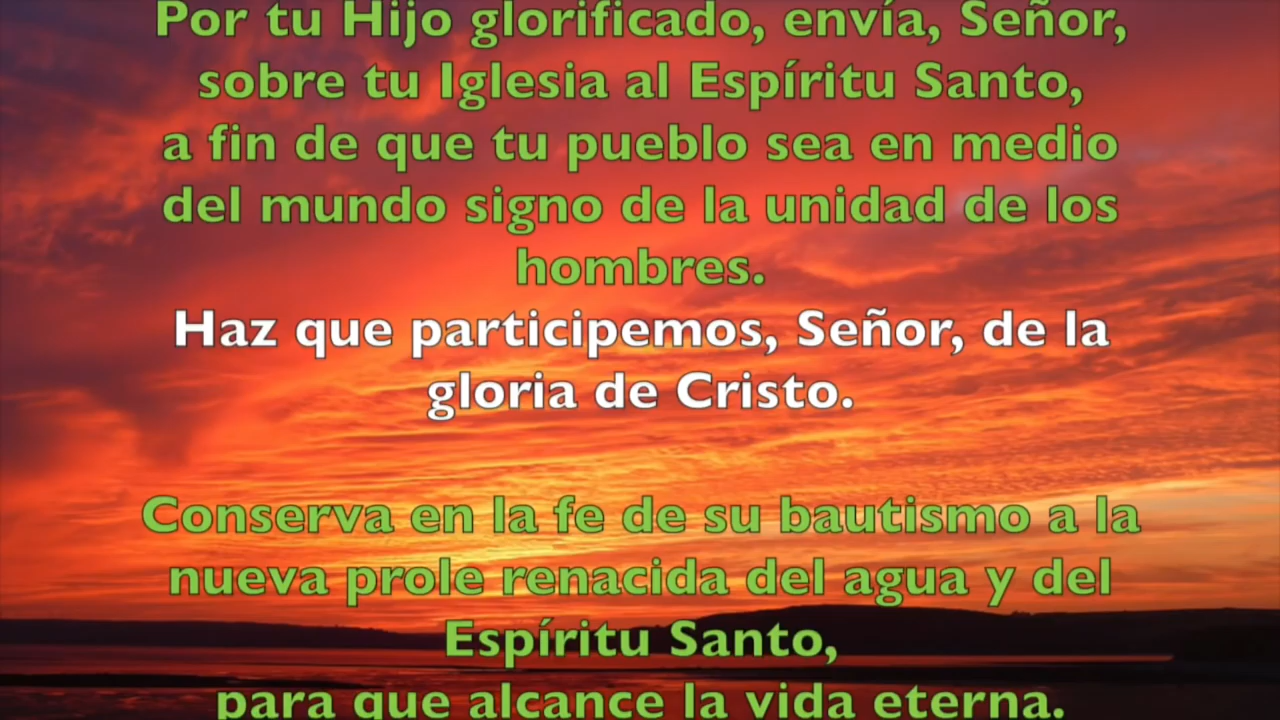 Por tu Hijo glorificado, envía, Señor,
sobre tu Iglesia al Espíritu Santo,
a fin de que tu pueblo sea en medio
del mundo signo de la unidad de los
hombres.
Haz que participemos, Señor, de la
gloria de Cristo.
Conserva en la fe de su bautismo a la
nueva prole renacida del agua y del
Espíritu Santo,
para que alcance la vida eterna.